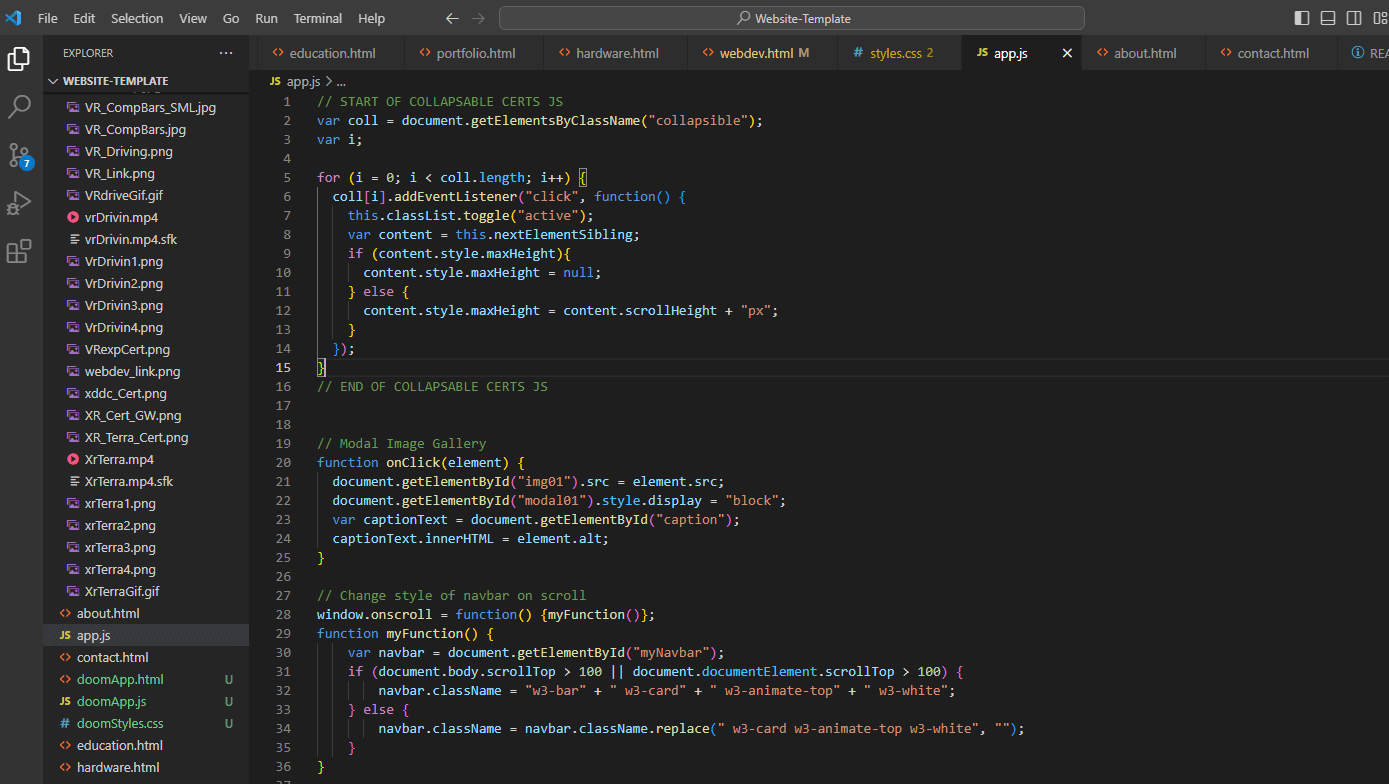 File Edit Selection View Go Run Terminal Help
Website-Template
EXPLORER
education.html portfolio.html hardware.html webdev.html M styles.css 2 app.js about.html contact.html REA
WEBSITE-TEMPLATE
7
VR_CompBars_SML.jpg
VR_CompBars.jpg
VR_Driving.png
VR_Link.png
VRdriveGif.gif
vrDrivin.mp4
vrDrivin.mp4.sfk
VrDrivin1.png
VrDrivin2.png
VrDrivin3.png
VrDrivin4.png
VRexpCert.png
webdev_link.png
xddc_Cert.png
XR_Cert_GW.png
XR_Terra_Cert.png
XrTerra.mp4
XrTerra.mp4.sfk
xrTerra1.png
xrTerra2.png
xrTerra3.png
xrTerra4.png
XrTerraGif.gif
about.html
JS app.js
contact.html
doomApp.html U
JS doomApp.js U
# doomStyles.css U
education.html
hardware.html
JS app.js > ...
1 // START OF COLLAPSABLE CERTS JS
2 var coll = document.getElementsByClassName("collapsible");
3 var i;
4
5 for (i = 0; i < coll.length; i++) {
6 coll[i].addEventListener("click", function() {
7 this.classList.toggle("active");
8 var content = this.nextElementSibling;
9 if (content.style.maxHeight){
10 content.style.maxHeight = null;
11 } else {
12 content.style.maxHeight = content.scrollHeight + "px";
13 }
14 });
15 }
16 // END OF COLLAPSABLE CERTS JS
17
18
19 // Modal Image Gallery
20 function onClick(element) {
21 document.getElementById("img01").src = element.src;
22 document.getElementById("modal01").style.display = "block";
23 var captionText = document.getElementById("caption");
24 captionText.innerHTML = element.alt;
25 }
26
27 // Change style of navbar on scroll
28 window.onscroll = function() {myFunction()};
29 function myFunction() {
30 var navbar = document.getElementById("myNavbar");
31 if (document.body.scrollTop > 100 || document.documentElement.scrollTop > 100) {
32 navbar.className = "w3-bar" + " w3-card" + " w3-animate-top" + " w3-white";
33 } else {
34 navbar.className = navbar.className.replace(" w3-card w3-animate-top w3-white", "");
35 }
36 }